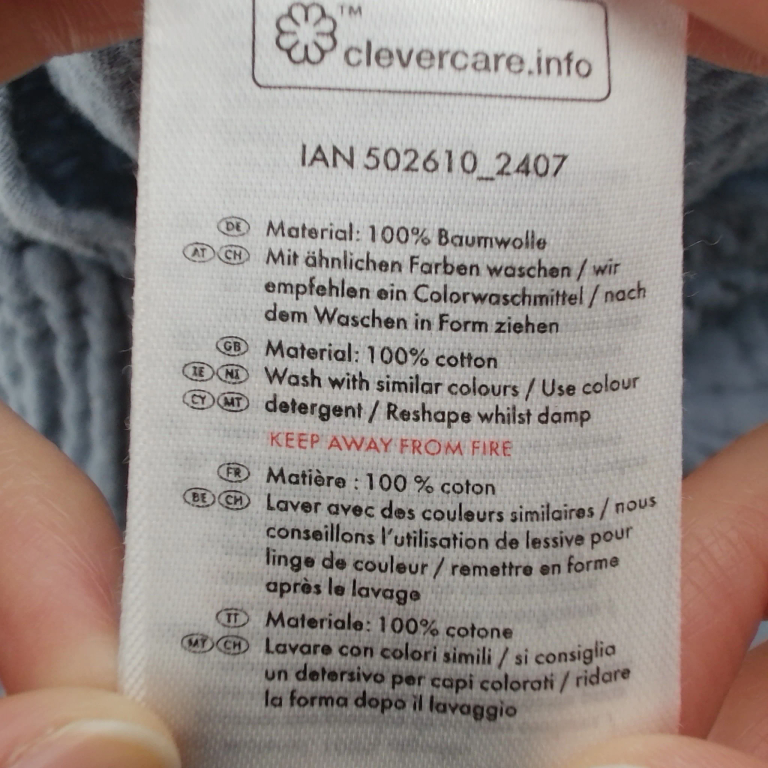 TM
clevercare.info
IAN 502610_2407
DE Material: 100% Baumwolle
AT CH Mit ähnlichen Farben waschen / wir
empfehlen ein Colorwaschmittel / nach
dem Waschen in Form ziehen
GB Material: 100% cotton
IE NI Wash with similar colours / Use colour
CY MT detergent / Reshape whilst damp
KEEP AWAY FROM FIRE
FR Matière : 100 % coton
BE CH Laver avec des couleurs similaires / nous
conseillons l'utilisation de lessive pour
linge de couleur / remettre en forme
après le lavage
IT Materiale: 100% cotone
MT CH Lavare con colori simili / si consiglia
un detersivo per capi colorati / ridare
la forma dopo il lavaggio